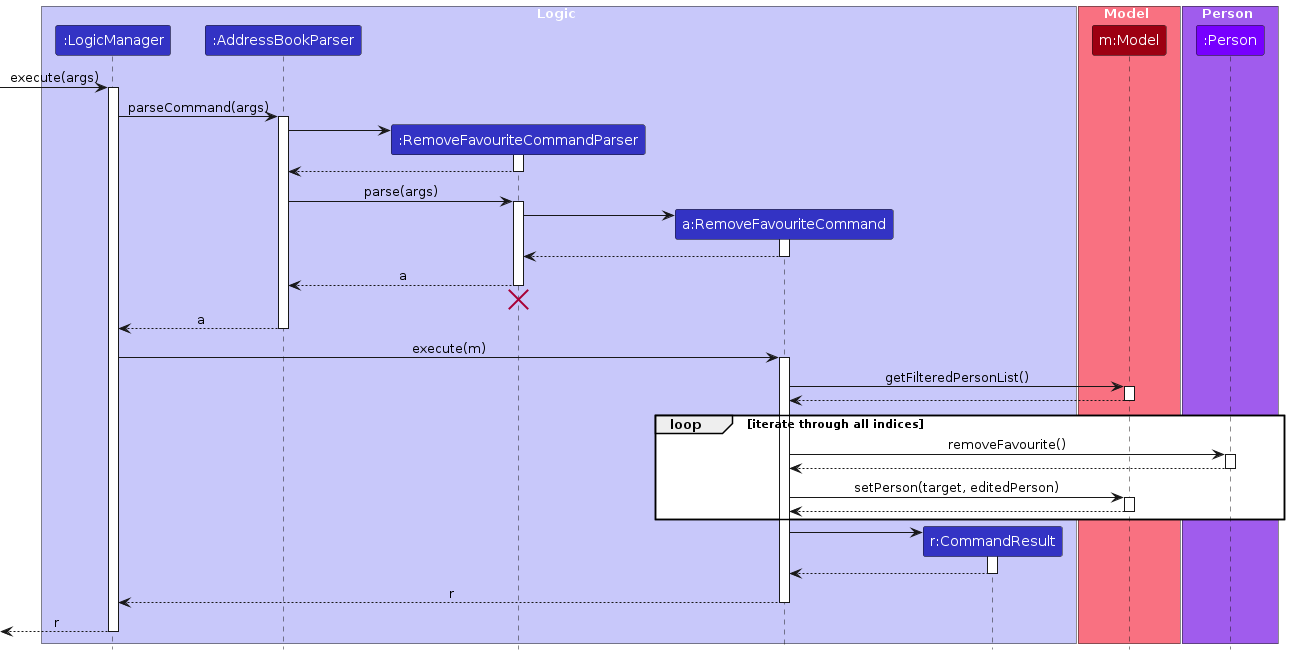 Logic
Model
Person
:LogicManager
:AddressBookParser
m:Model
:Person
execute(args)
parseCommand(args)
:RemoveFavouriteCommandParser
parse(args)
a:RemoveFavouriteCommand
a
a
execute(m)
getFilteredPersonList()
loop
[iterate through all indices]
removeFavourite()
setPerson(target, editedPerson)
r:CommandResult
r
r